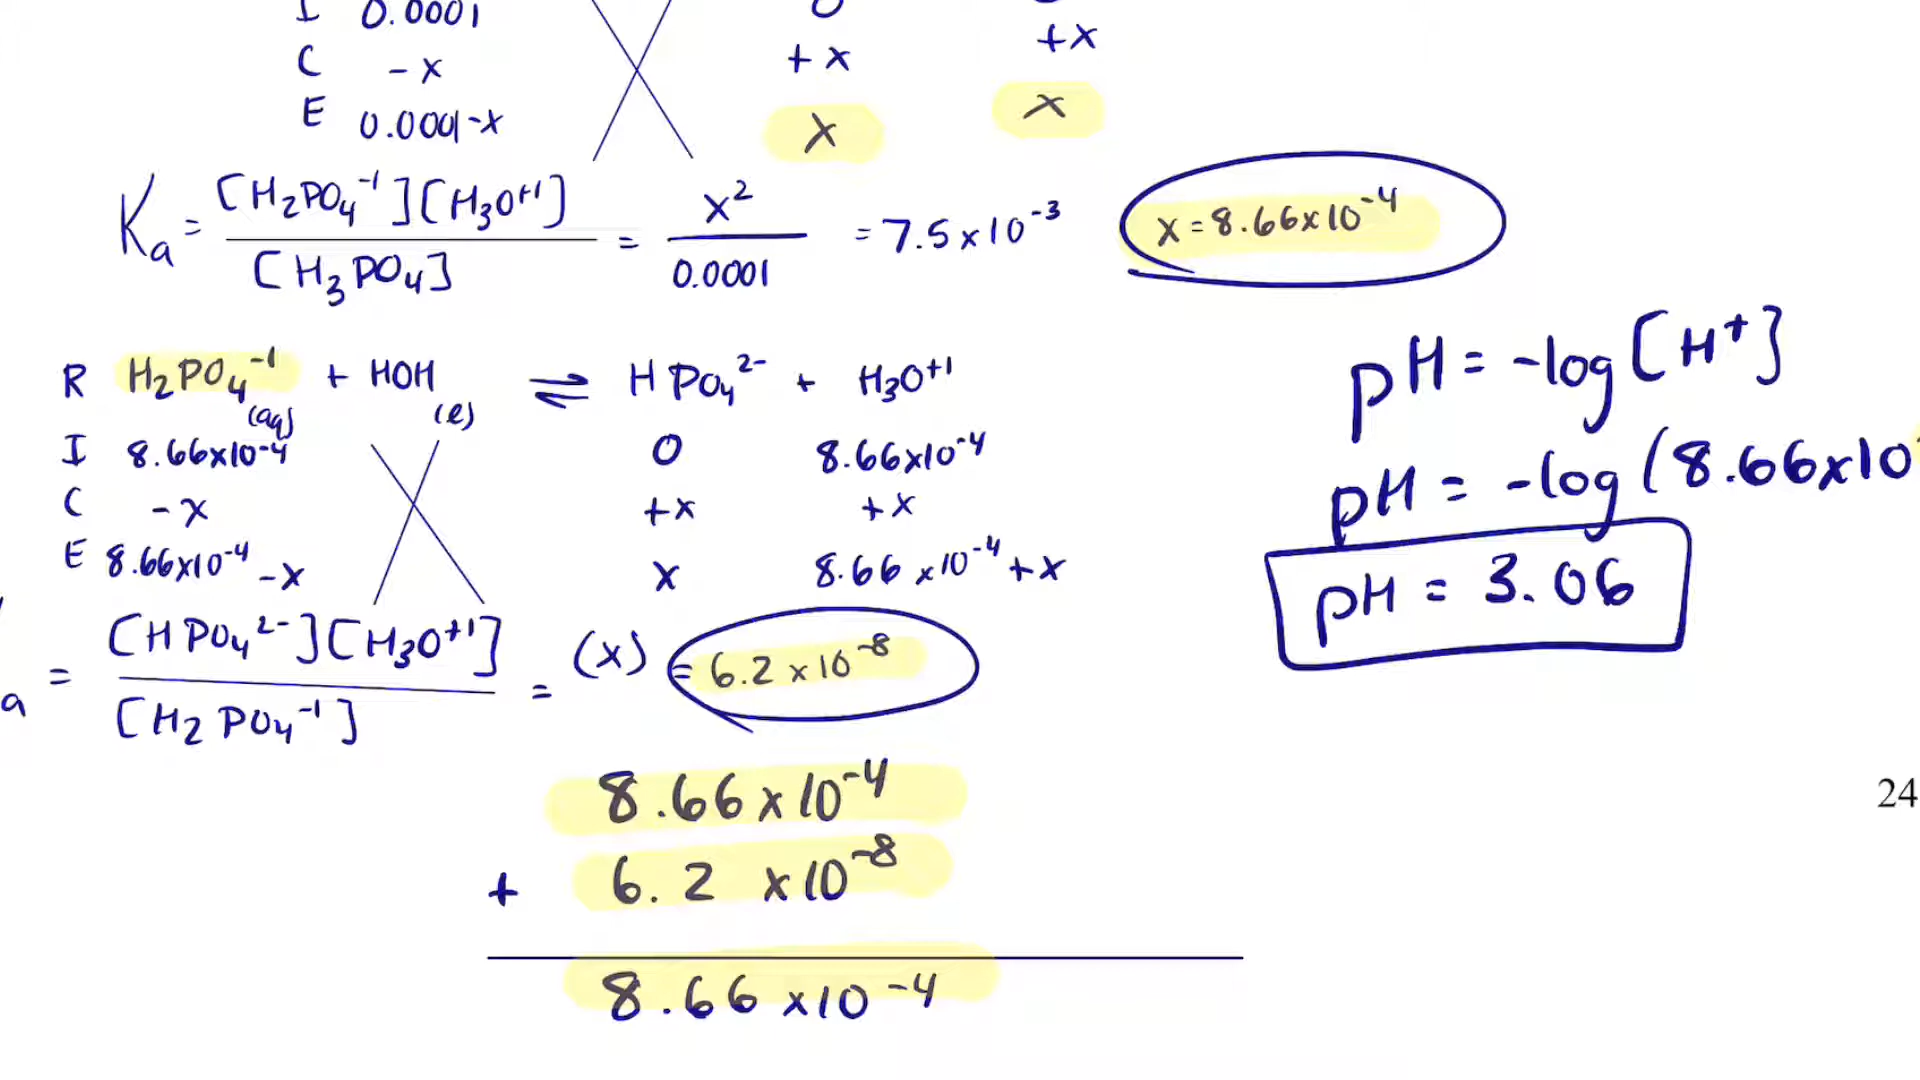 I 0.0001 0
C -x +x +x
E 0.0001-x x x
Ka = [H2PO4^-1][H3O^+1] / [H3PO4] = x^2 / 0.0001 = 7.5x10^-3 x = 8.66x10^-4
R H2PO4^-1 (aq) + HOH (l) ⇌ HPO4^2- + H3O^+1
I 8.66x10^-4 0 8.66x10^-4
C -x +x +x
E 8.66x10^-4 -x x 8.66x10^-4 +x
a = [HPO4^2-][H3O^+1] / [H2PO4^-1] = (x) = 6.2x10^-8
8.66x10^-4
+ 6.2 x10^-8
8.66x10^-4
pH = -log[H^+]
pH = -log(8.66x10
pH = 3.06
24